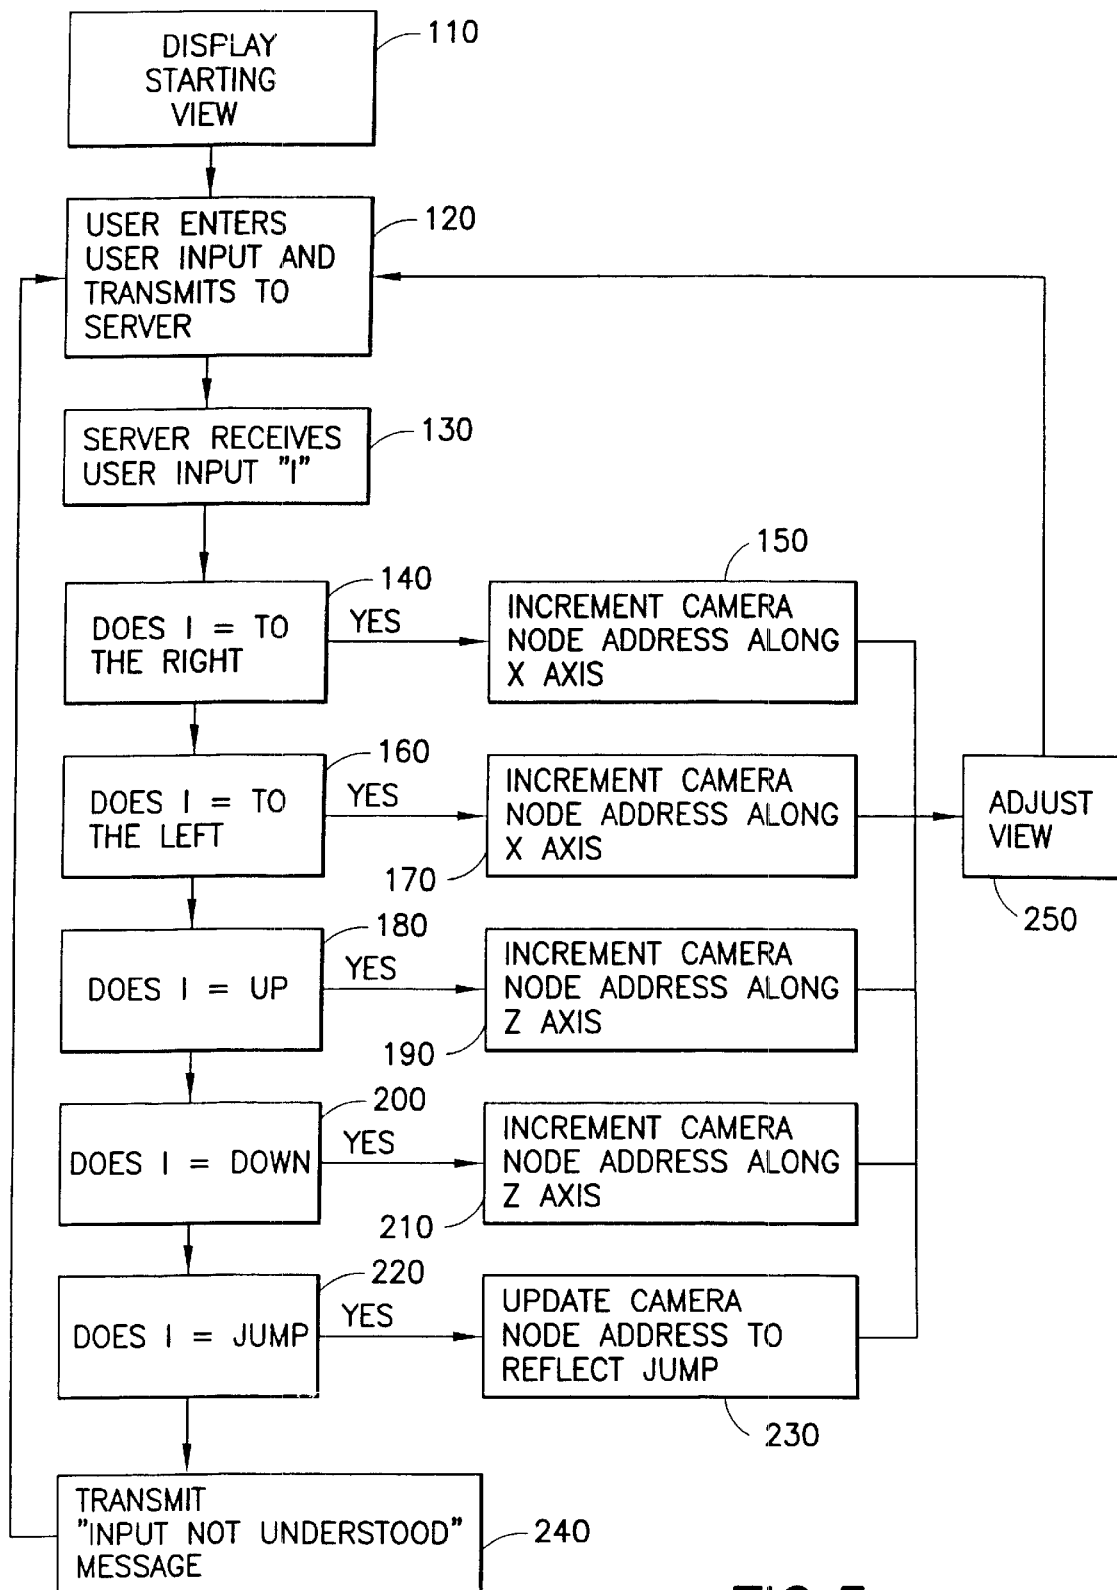 DISPLAY
STARTING
VIEW
110
USER ENTERS
USER INPUT AND
TRANSMITS TO
SERVER
120
SERVER RECEIVES
USER INPUT "I"
130
DOES I = TO
THE RIGHT
140
YES
INCREMENT CAMERA
NODE ADDRESS ALONG
X AXIS
150
DOES I = TO
THE LEFT
160
YES
INCREMENT CAMERA
NODE ADDRESS ALONG
X AXIS
170
ADJUST
VIEW
250
DOES I = UP
180
YES
INCREMENT CAMERA
NODE ADDRESS ALONG
Z AXIS
190
DOES I = DOWN
200
YES
INCREMENT CAMERA
NODE ADDRESS ALONG
Z AXIS
210
DOES I = JUMP
220
YES
UPDATE CAMERA
NODE ADDRESS TO
REFLECT JUMP
230
TRANSMIT
"INPUT NOT UNDERSTOOD"
MESSAGE
240